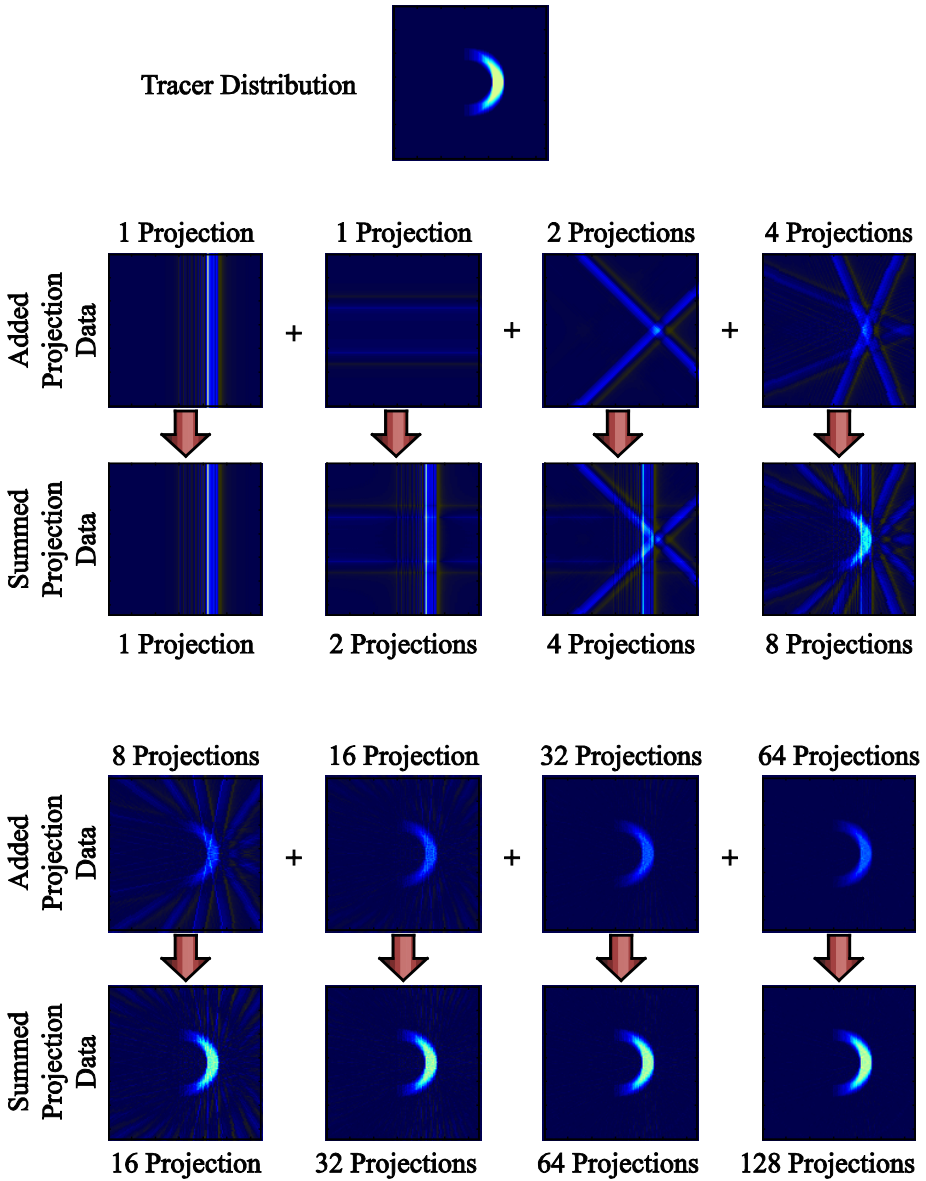 Tracer Distribution
1 Projection
1 Projection
2 Projections
4 Projections
Added
Projection
Data
+
+
+
Summed
Projection
Data
1 Projection
2 Projections
4 Projections
8 Projections
8 Projections
16 Projection
32 Projections
64 Projections
Added
Projection
Data
+
+
+
Summed
Projection
Data
16 Projection
32 Projections
64 Projections
128 Projections